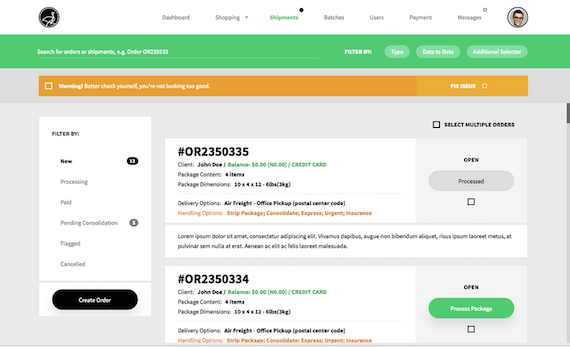 Dashboard Shopping Shipments Batches Users Payment Messages
Search for orders or shipments, e.g. Order OR235533 FILTER BY: Type Date to Date Additional Selector
Warning! Better check yourself, you're not looking too good. FIX ISSUE
SELECT MULTIPLE ORDERS
FILTER BY:
New 12
Processing
Paid
Pending Consolidation 3
Flagged
Cancelled
Create Order
#OR2350335
Client: John Doe / Balance: $0.00 (N0.00) / CREDIT CARD
Package Content: 4 items
Package Dimensions: 10 x 4 x 12 - 6lbs(3kg)
Delivery Options: Air Freight - Office Pickup (postal center code)
Handling Options: Strip Package; Consolidate; Express; Urgent; Insurance
OPEN
Processed
Lorem ipsum dolor sit amet, consectetur adipiscing elit. Vivamus dapibus, augue non bibendum aliquet, risus ipsum laoreet metus, at
pulvinar sem nulla at erat. Aenean ac elit ac felis laoreet malesuada.
#OR2350334
Client: John Doe / Balance: $0.00 (N0.00) / CREDIT CARD
Package Content: 4 items
Package Dimensions: 10 x 4 x 12 - 6lbs(3kg)
Delivery Options: Air Freight - Office Pickup (postal center code)
Handling Options: Strip Package; Consolidate; Express; Urgent; Insurance
OPEN
Process Package